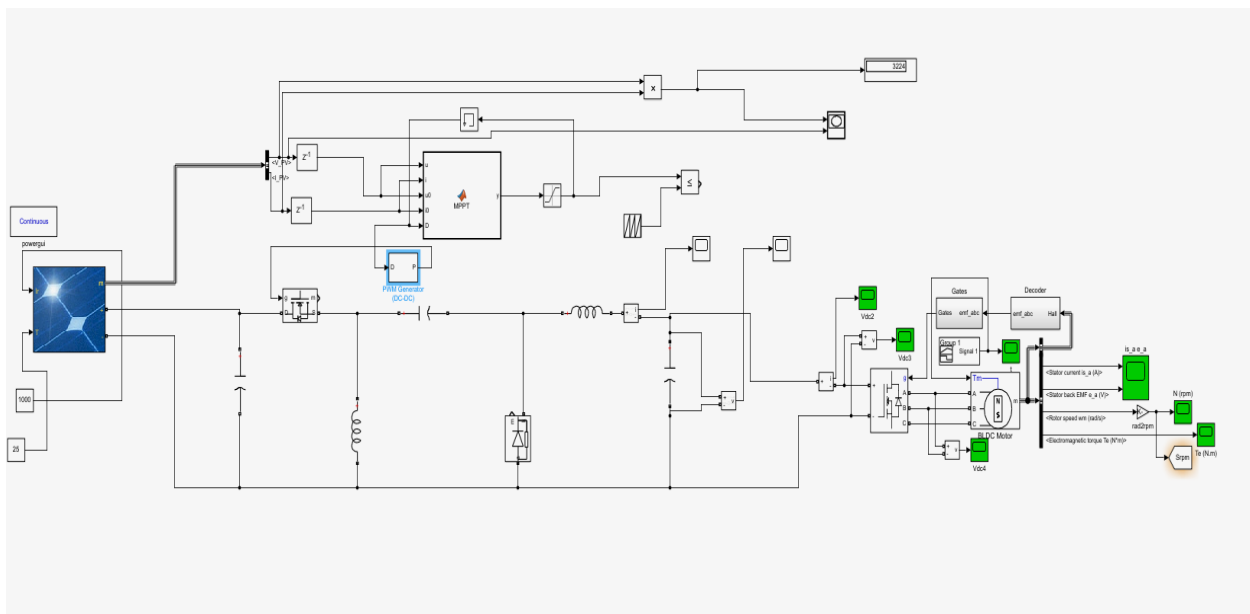 3224
x
<V_PV>
Z-1
<I_PV>
Z-1
u
i
u0
i0
D
MPPT
y
≤
Continuous
powergui
m
T
D
P
PWM Generator
(DC-DC)
g
1000
25
E
+
-
i
+
-
v
Vdc2
Vdc3
Vdc4
+
-
i
+
-
v
+
-
v
g
A
B
C
Gates
Gates
emf_abc
Decoder
emf_abc
Hall
Group 1
Signal 1
Tm
A
B
C
N
S
m
BLDC Motor
is_a e_a
<Stator current is_a (A)>
<Stator back EMF e_a (V)>
<Rotor speed wm (rad/s)>
<Electromagnetic torque Te (N*m)>
rad2rpm
N (rpm)
Te (N.m)
Srpm